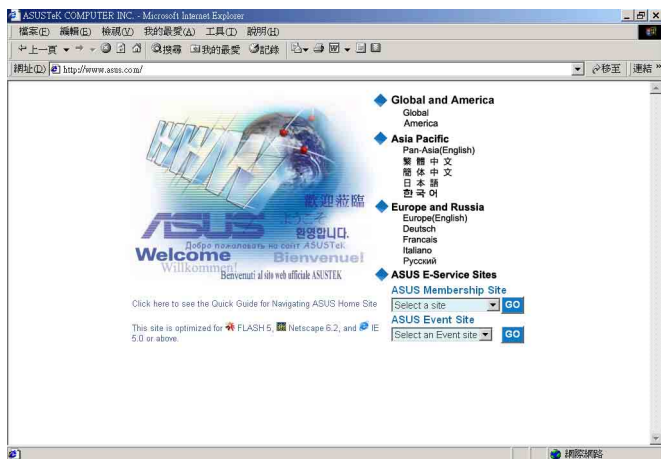 ASUSTeK COMPUTER INC. - Microsoft Internet Explorer
檔案(F) 編輯(E) 檢視(V) 我的最愛(A) 工具(T) 說明(H)
上一頁 搜尋 我的最愛 記錄
網址(D) http://www.asus.com/ 移至 連結 »
Global and America
Global
America
Asia Pacific
Pan-Asia(English)
繁 體 中 文
簡 体 中 文
日 本 語
한 국 어
Europe and Russia
Europe(English)
Deutsch
Francais
Italiano
Русский
ASUS E-Service Sites
ASUS Membership Site
Select a site GO
ASUS Event Site
Select an Event site GO
WWW
歡迎蒞臨
ASUS ようこそ
환영합니다.
Добро пожаловать на сайт ASUSTeK
Welcome Bienvenue!
Willkommen!
Benvenuti al sito web ufficiale ASUSTEK
Click here to see the Quick Guide for Navigating ASUS Home Site
This site is optimized for FLASH 5, Netscape 6.2, and IE
5.0 or above.
網際網路